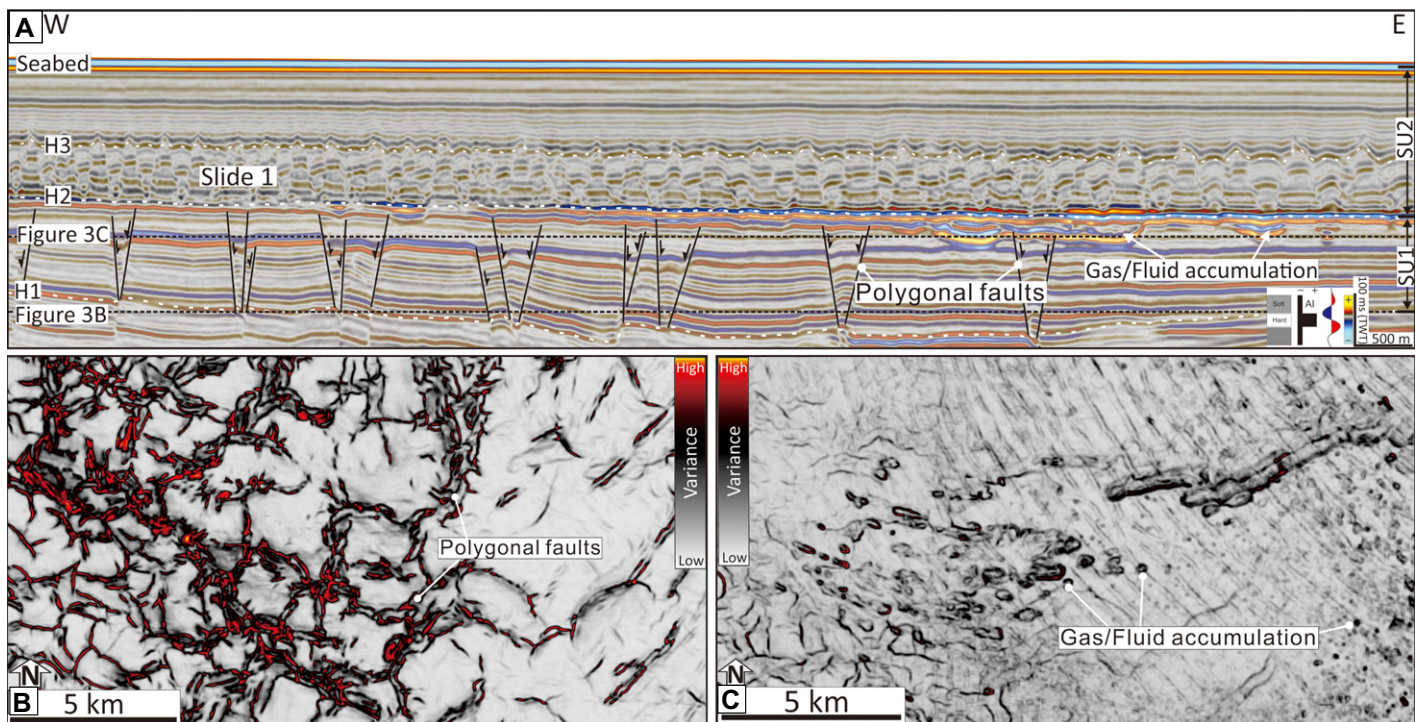 A W E
Seabed
SU2
H3
Slide 1
H2
Figure 3C
Gas/Fluid accumulation
Polygonal faults
SU1
H1
Figure 3B
Soft
Hard
- +
AI
+
-
100 ms (TWT)
500 m
High
Variance
Low
Polygonal faults
N
B
5 km
High
Variance
Low
Gas/Fluid accumulation
N
C
5 km